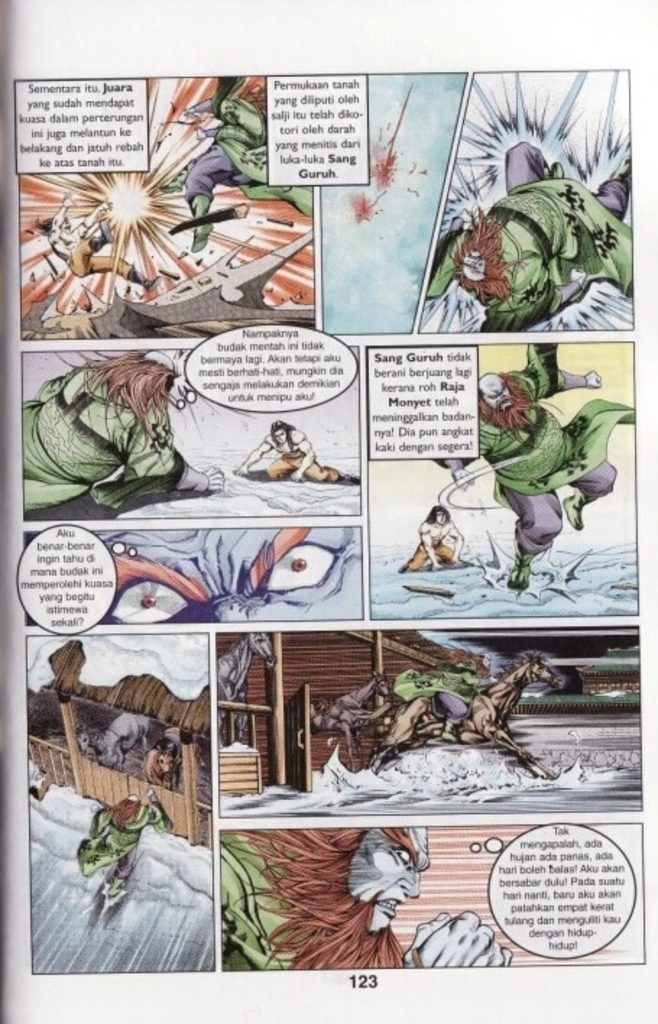 Sementara itu, Juara
yang sudah mendapat
kuasa dalam perterungan
ini juga melantun ke
belakang dan jatuh rebah
ke atas tanah itu.
Permukaan tanah
yang diliputi oleh
salji itu telah diko-
tori oleh darah
yang menitis dari
luka-luka Sang
Guruh.
Nampaknya
budak mentah ini tidak
bermaya lagi. Akan tetapi aku
mesti berhati-hati, mungkin dia
sengaja melakukan demikian
untuk menipu aku!
Sang Guruh tidak
berani berjuang lagi
kerana roh Raja
Monyet telah
meninggalkan badan-
nya! Dia pun angkat
kaki dengan segera!
Aku
benar-benar
ingin tahu di
mana budak ini
memperolehi kuasa
yang begitu
istimewa
sekali?
Tak
mengapalah, ada
hujan ada panas, ada
hari boleh balas! Aku akan
bersabar dulu! Pada suatu
hari nanti, baru aku akan
patahkan empat kerat
tulang dan menguliti kau
dengan hidup-
hidup!
123